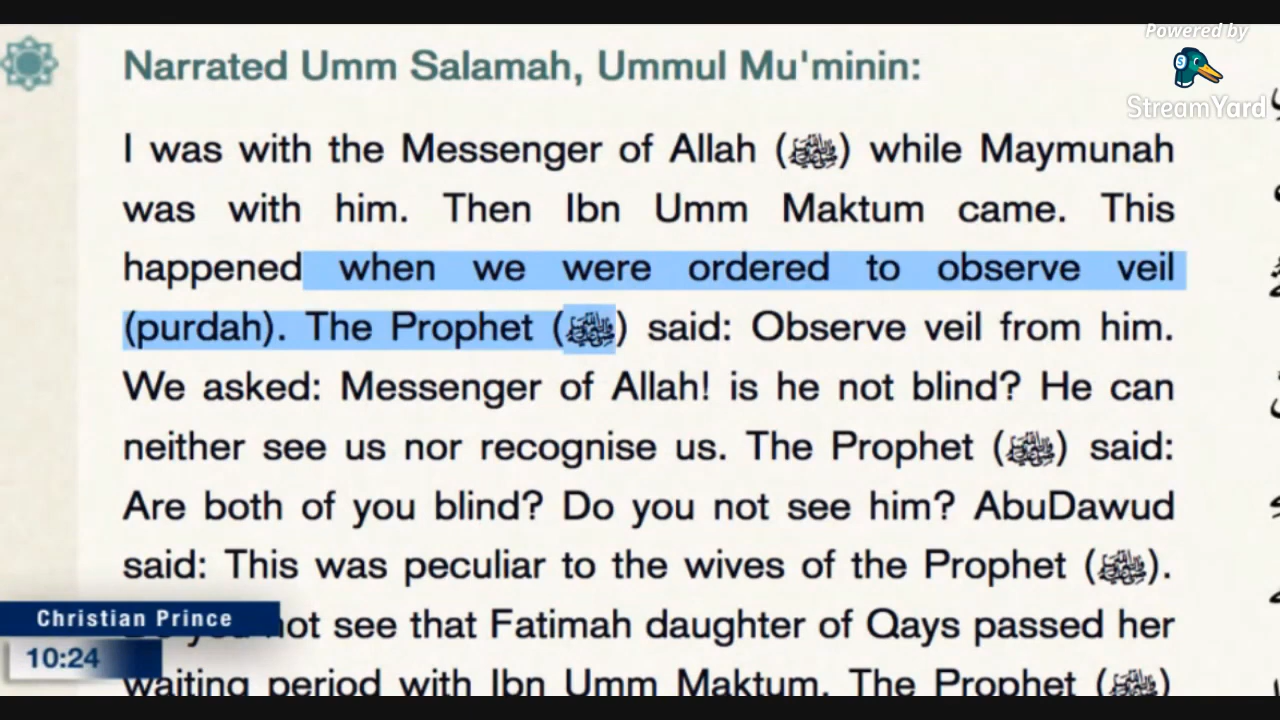 Powered by
StreamYard
Narrated Umm Salamah, Ummul Mu'minin:
I was with the Messenger of Allah (ﷺ) while Maymunah
was with him. Then Ibn Umm Maktum came. This
happened when we were ordered to observe veil
(purdah). The Prophet (ﷺ) said: Observe veil from him.
We asked: Messenger of Allah! is he not blind? He can
neither see us nor recognise us. The Prophet (ﷺ) said:
Are both of you blind? Do you not see him? AbuDawud
said: This was peculiar to the wives of the Prophet (ﷺ).
not see that Fatimah daughter of Qays passed her
waiting period with Ibn Umm Maktum. The Prophet (ﷺ)
Christian Prince
10:24